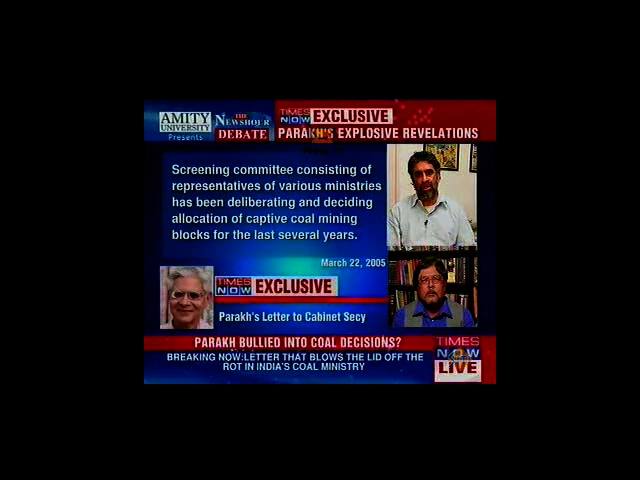 AMITY
UNIVERSITY
Presents
THE
NEWSHOUR
DEBATE
TIMES
NOW EXCLUSIVE
PARAKH'S EXPLOSIVE REVELATIONS
Screening committee consisting of
representatives of various ministries
has been deliberating and deciding
allocation of captive coal mining
blocks for the last several years.
March 22, 2005
TIMES
NOW EXCLUSIVE
Parakh's Letter to Cabinet Secy
PARAKH BULLIED INTO COAL DECISIONS?
BREAKING NOW:LETTER THAT BLOWS THE LID OFF THE
ROT IN INDIA'S COAL MINISTRY
TIMES
NOW
LIVE